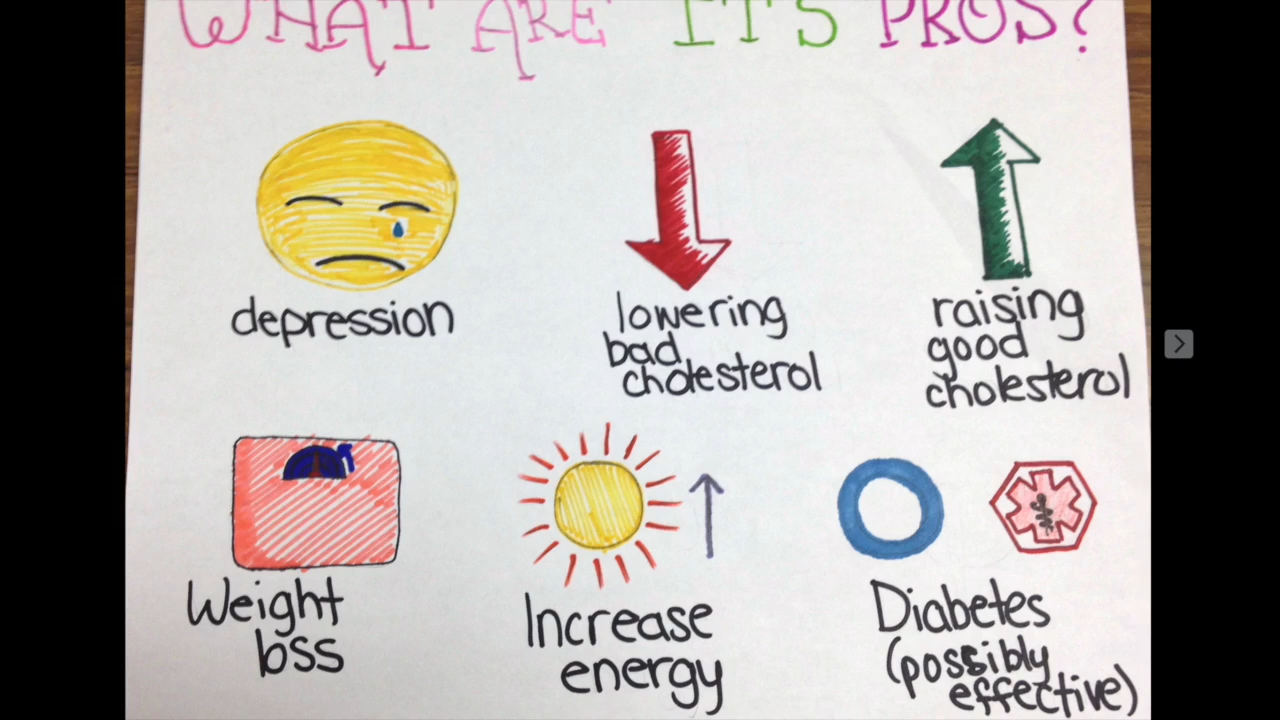 WHAT ARE IT'S PROS?
depression
lowering
bad
cholesterol
raising
good
cholesterol
Weight
loss
Increase
energy
Diabetes
(possibly
effective)